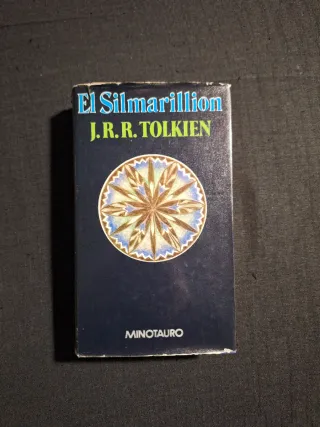 El Silmarillion
J.R.R. TOLKIEN
MINOTAURO